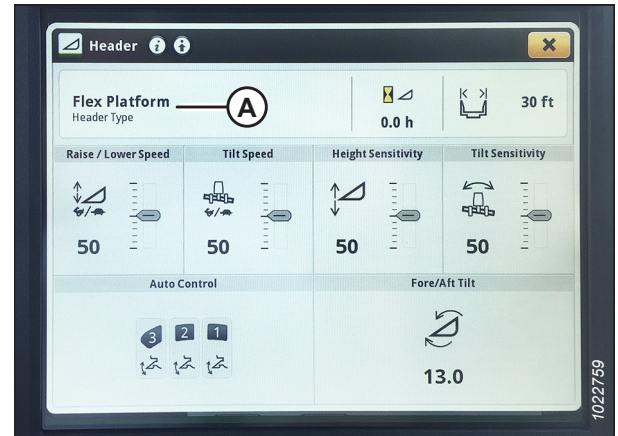 Header
Flex Platform
Header Type
A
0.0 h
30 ft
Raise / Lower Speed
Tilt Speed
Height Sensitivity
Tilt Sensitivity
50
50
50
50
Auto Control
Fore/Aft Tilt
3 2 1
13.0
1022759